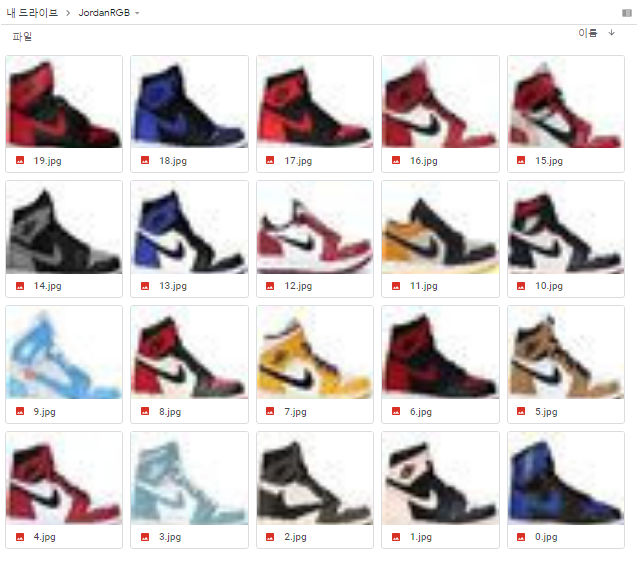 내 드라이브 > JordanRGB
파일 이름
19.jpg 18.jpg 17.jpg 16.jpg 15.jpg
14.jpg 13.jpg 12.jpg 11.jpg 10.jpg
9.jpg 8.jpg 7.jpg 6.jpg 5.jpg
4.jpg 3.jpg 2.jpg 1.jpg 0.jpg